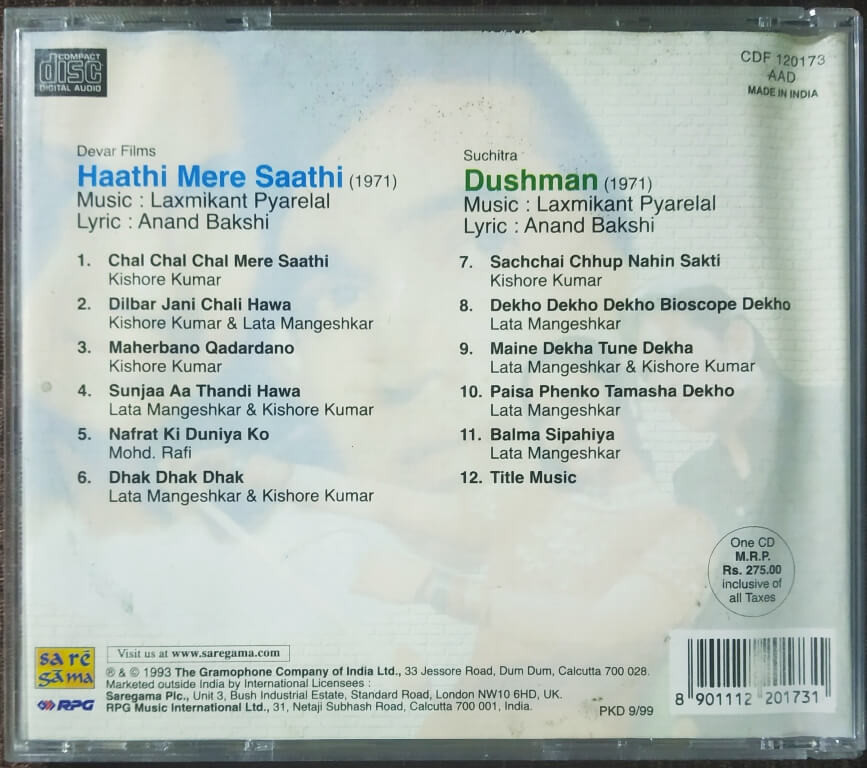 COMPACT
disc
DIGITAL AUDIO
CDF 120173
AAD
MADE IN INDIA
Devar Films
Haathi Mere Saathi (1971)
Music : Laxmikant Pyarelal
Lyric : Anand Bakshi
1. Chal Chal Chal Mere Saathi
Kishore Kumar
2. Dilbar Jani Chali Hawa
Kishore Kumar & Lata Mangeshkar
3. Maherbano Qadardano
Kishore Kumar
4. Sunjaa Aa Thandi Hawa
Lata Mangeshkar & Kishore Kumar
5. Nafrat Ki Duniya Ko
Mohd. Rafi
6. Dhak Dhak Dhak
Lata Mangeshkar & Kishore Kumar
Suchitra
Dushman (1971)
Music : Laxmikant Pyarelal
Lyric : Anand Bakshi
7. Sachchai Chhup Nahin Sakti
Kishore Kumar
8. Dekho Dekho Dekho Bioscope Dekho
Lata Mangeshkar
9. Maine Dekha Tune Dekha
Lata Mangeshkar & Kishore Kumar
10. Paisa Phenko Tamasha Dekho
Lata Mangeshkar
11. Balma Sipahiya
Lata Mangeshkar
12. Title Music
One CD
M.R.P.
Rs. 275.00
inclusive of
all Taxes
sa rē
gama
RPG
Visit us at www.saregama.com
℗ & © 1993 The Gramophone Company of India Ltd., 33 Jessore Road, Dum Dum, Calcutta 700 028.
Marketed outside India by International Licensees :
Saregama Plc., Unit 3, Bush Industrial Estate, Standard Road, London NW10 6HD, UK.
RPG Music International Ltd., 31, Netaji Subhash Road, Calcutta 700 001, India.
PKD 9/99
8 901112 201731